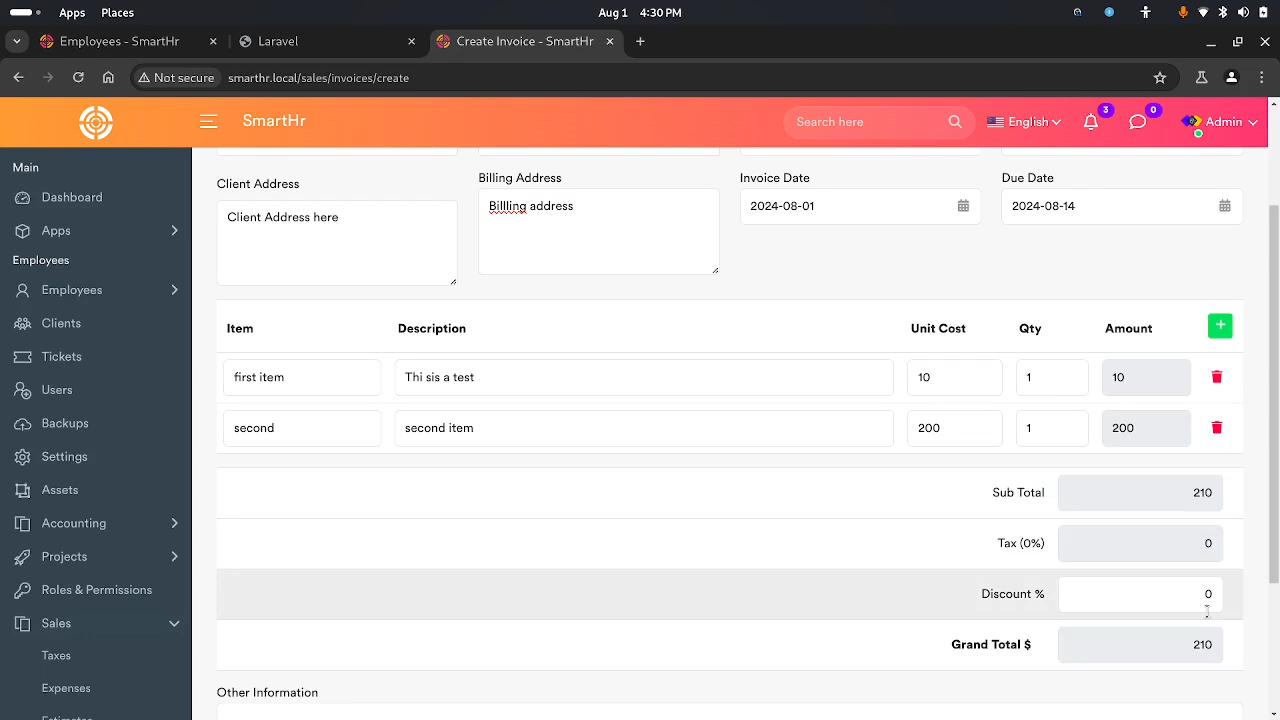 Apps Places Aug 1 4:30 PM
Employees - SmartHr Laravel Create Invoice - SmartHr
Not secure smarthr.local/sales/invoices/create
SmartHr Search here English 3 0 Admin
Main
Dashboard
Apps
Employees
Employees
Clients
Tickets
Users
Backups
Settings
Assets
Accounting
Projects
Roles & Permissions
Sales
Taxes
Expenses
Estimates
Client Address Billing Address Invoice Date Due Date
Client Address here Billling address 2024-08-01 2024-08-14
Item Description Unit Cost Qty Amount
first item Thi sis a test 10 1 10
second second item 200 1 200
Sub Total 210
Tax (0%) 0
Discount % 0
Grand Total $ 210
Other Information